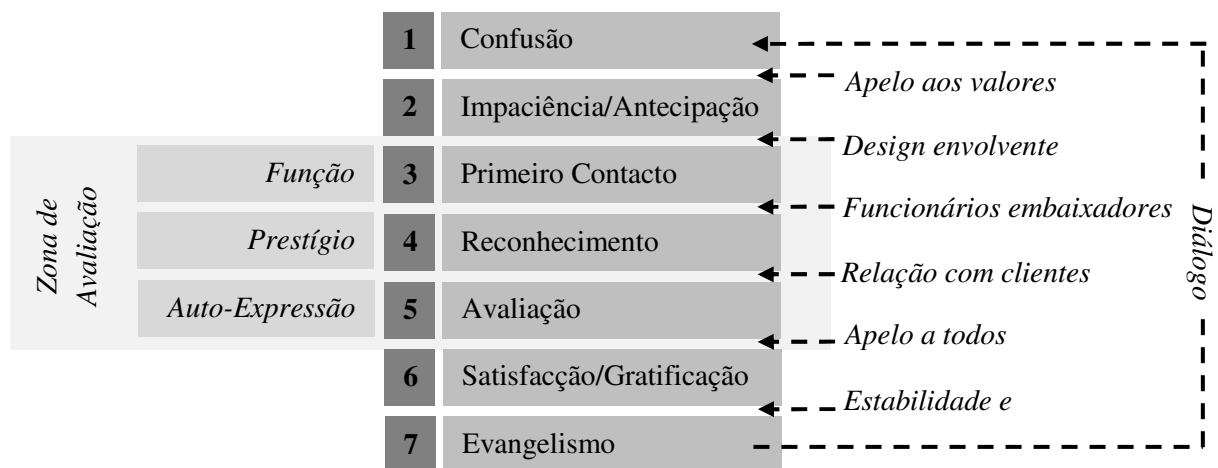 1 Confusão
Apelo aos valores
2 Impaciência/Antecipação
Design envolvente
Zona de
Avaliação
Função
3 Primeiro Contacto
Funcionários embaixadores
Prestígio
4 Reconhecimento
Relação com clientes
Auto-Expressão
5 Avaliação
Apelo a todos
6 Satisfacção/Gratificação
Estabilidade e
7 Evangelismo
Diálogo